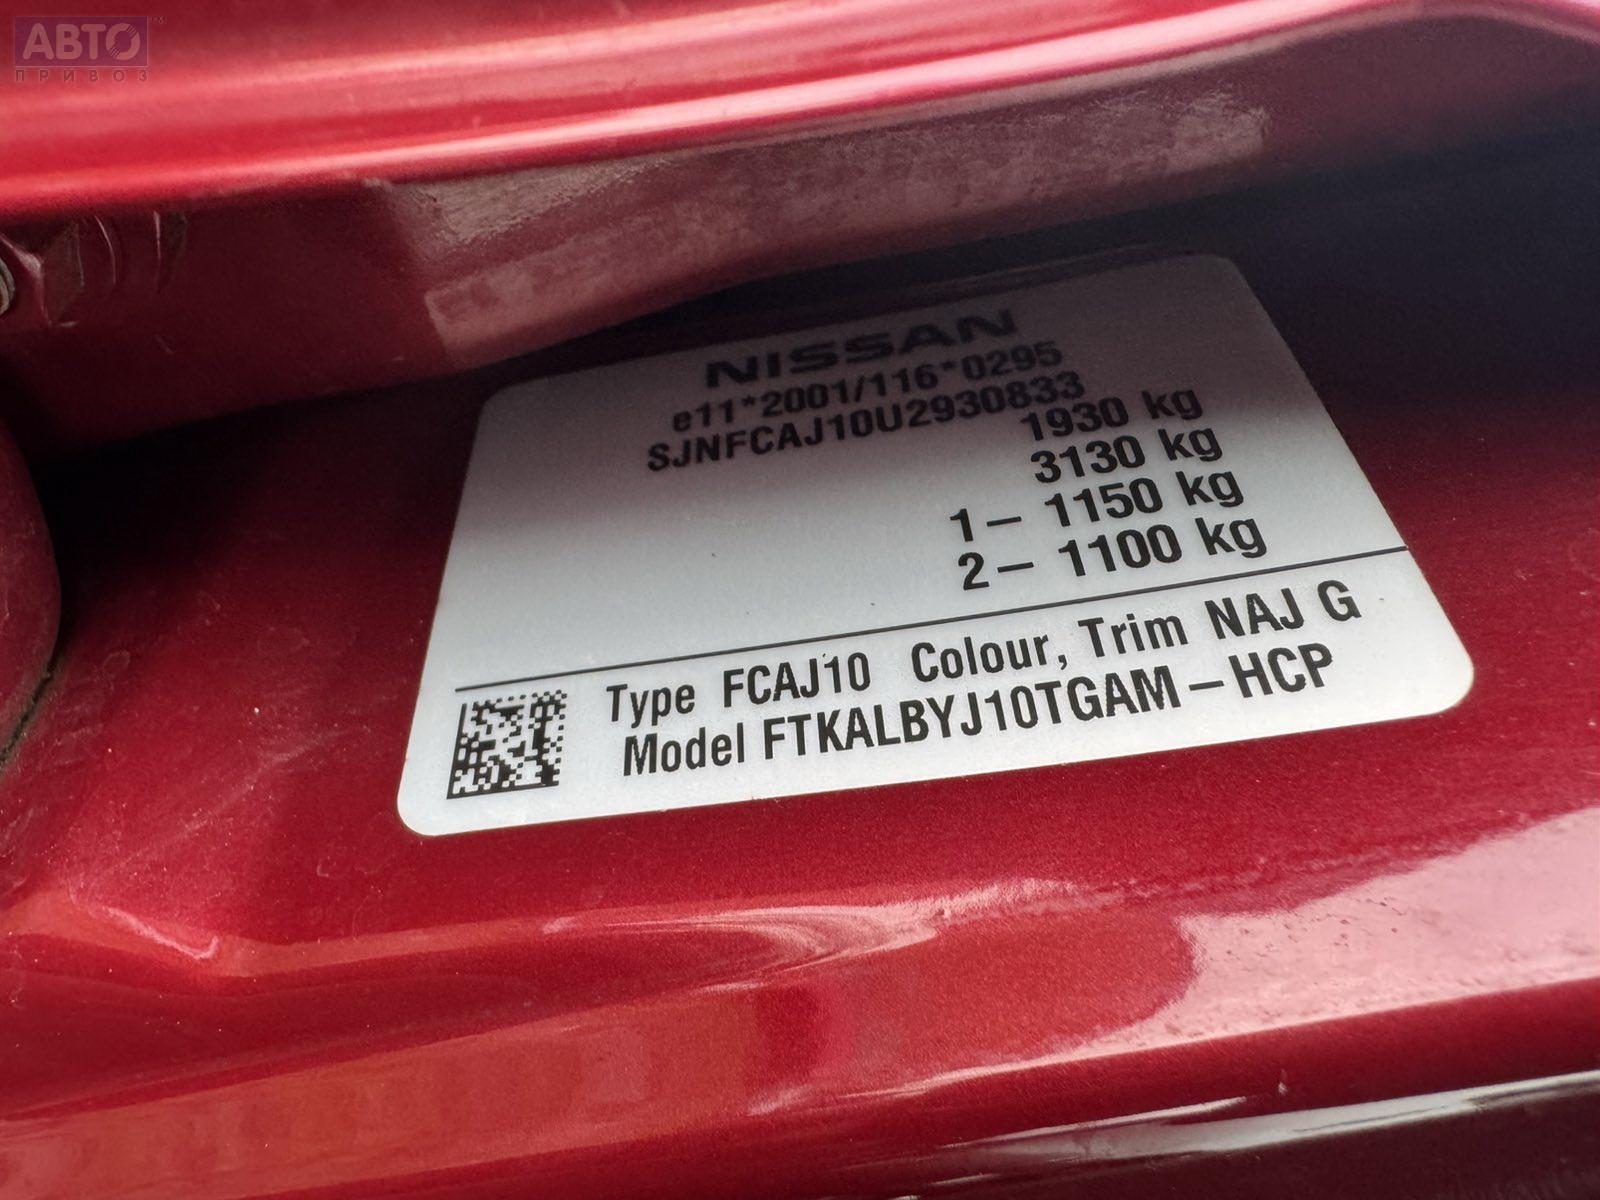 АВТО
ПРИВОЗ
NISSAN
e11*2001/116*0295
SJNFCAJ10U2930833
1930 kg
3130 kg
1– 1150 kg
2– 1100 kg
Type FCAJ10 Colour, Trim NAJ G
Model FTKALBYJ10TGAM–HCP